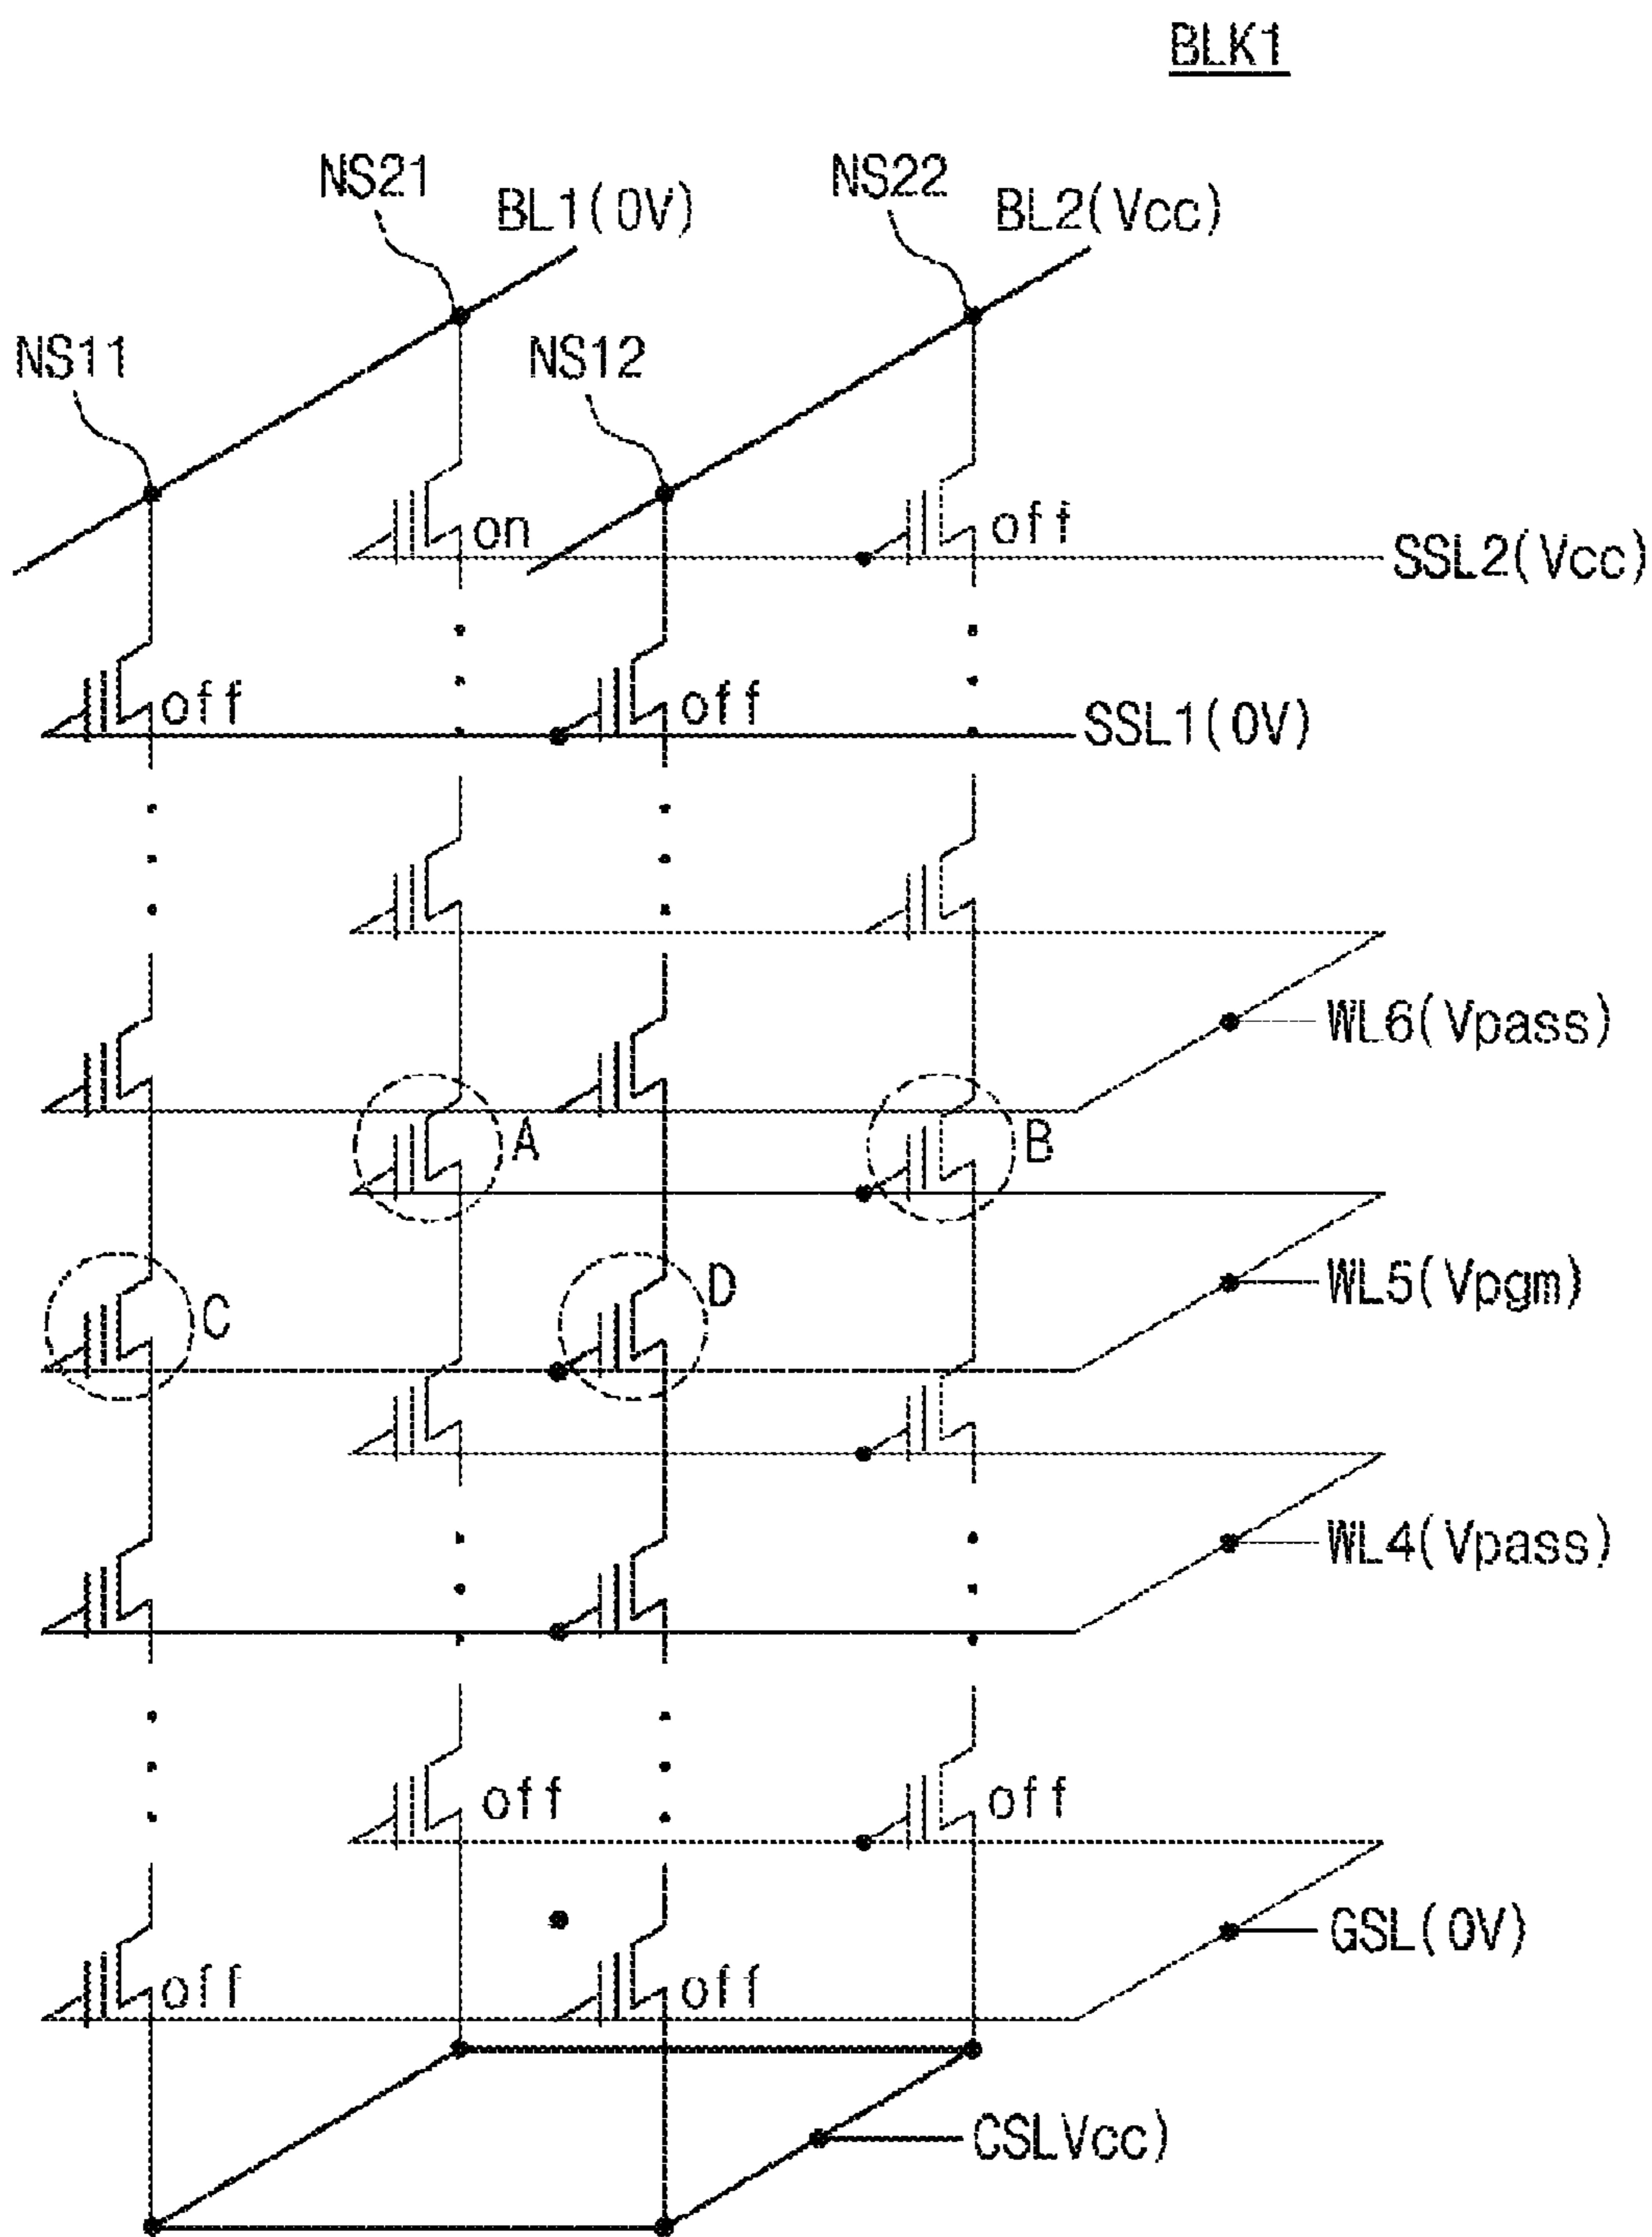 BLK1
NS21
BL1(0V)
NS22
BL2(Vcc)
NS11
NS12
on
off
SSL2(Vcc)
off
off
SSL1(0V)
WL6(Vpass)
A
B
C
D
WL5(Vpgm)
WL4(Vpass)
off
off
off
off
GSL(0V)
CSLVcc)